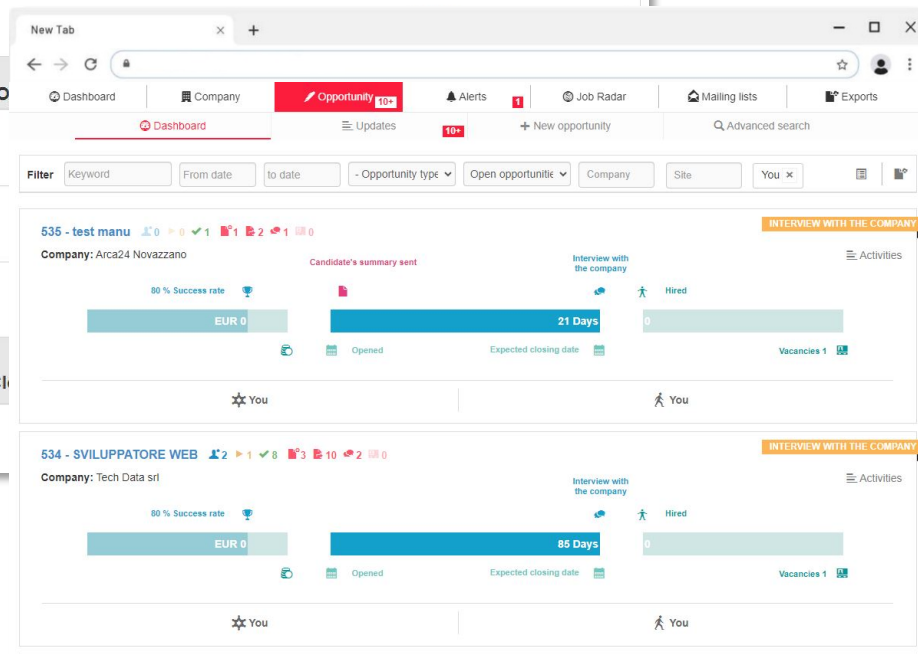 New Tab
Dashboard Company Opportunity 10+ Alerts 1 Job Radar Mailing lists Exports
Dashboard Updates 10+ New opportunity Advanced search
Filter Keyword From date to date - Opportunity type Open opportunitie Company Site You ×
INTERVIEW WITH THE COMPANY
535 - test manu 0 0 1 1 2 1 0
Company: Arca24 Novazzano
Activities
Candidate's summary sent
Interview with
the company
80 % Success rate
Hired
EUR 0 21 Days 0
Opened Expected closing date Vacancies 1
You You
INTERVIEW WITH THE COMPANY
534 - SVILUPPATORE WEB 2 1 8 3 10 2 0
Company: Tech Data srl
Activities
Interview with
the company
80 % Success rate
Hired
EUR 0 85 Days 0
Opened Expected closing date Vacancies 1
You You